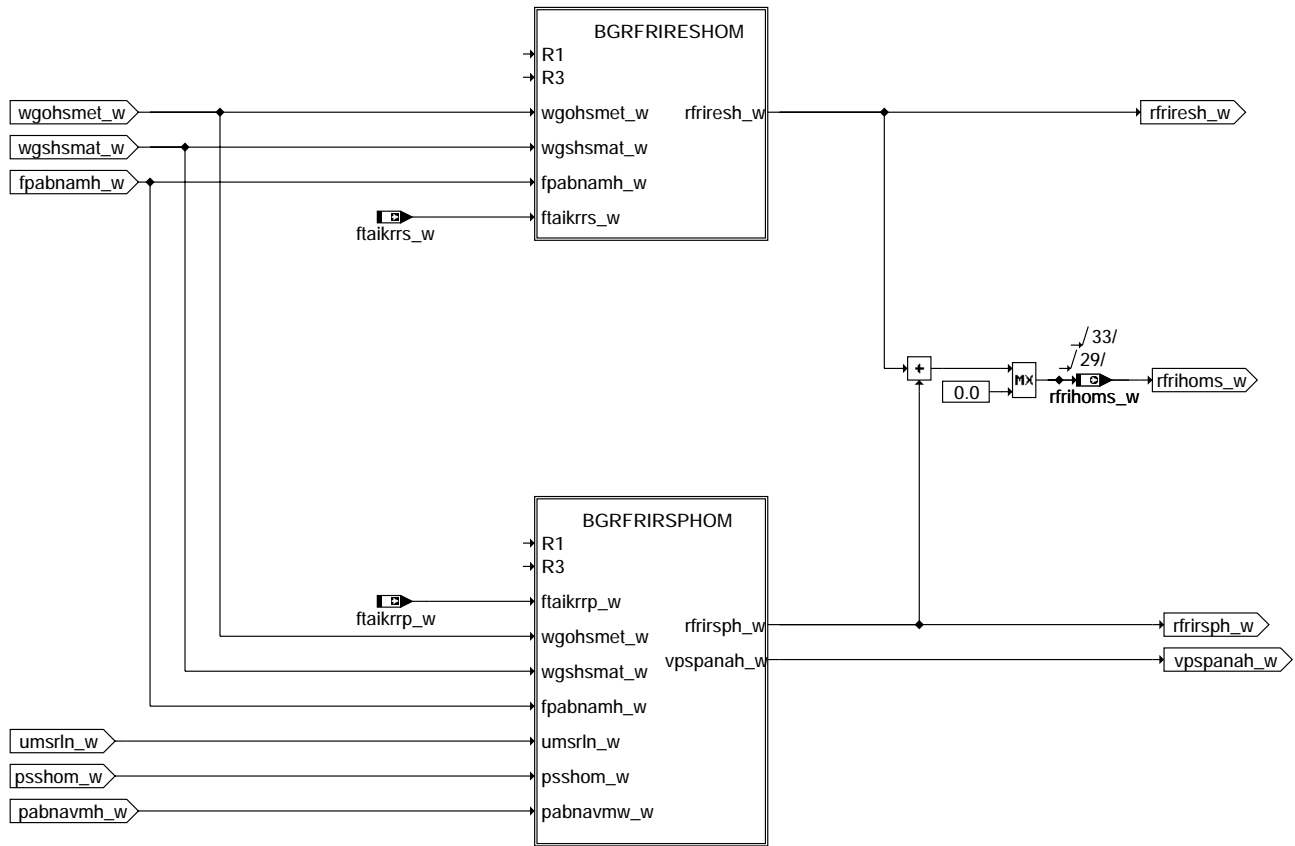 BGRFRIRESHOM
R1
R3
wgohsmet_w
wgohsmet_w
rfriresh_w
rfriresh_w
wgshsmat_w
wgshsmat_w
fpabnamh_w
fpabnamh_w
ftaikrrs_w
ftaikrrs_w
33/
29/
+
MX
0.0
rfrihoms_w
rfrihoms_w
BGRFRIRSPHOM
R1
R3
ftaikrrp_w
ftaikrrp_w
rfrirsph_w
rfrirsph_w
wgohsmet_w
vpspanah_w
vpspanah_w
wgshsmat_w
fpabnamh_w
umsrln_w
umsrln_w
psshom_w
psshom_w
pabnavmh_w
pabnavmw_w